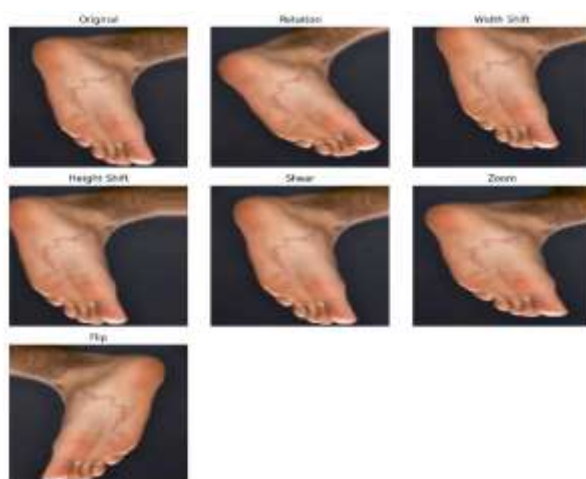 Original
Rotation
Width Shift
Height Shift
Shear
Zoom
Flip